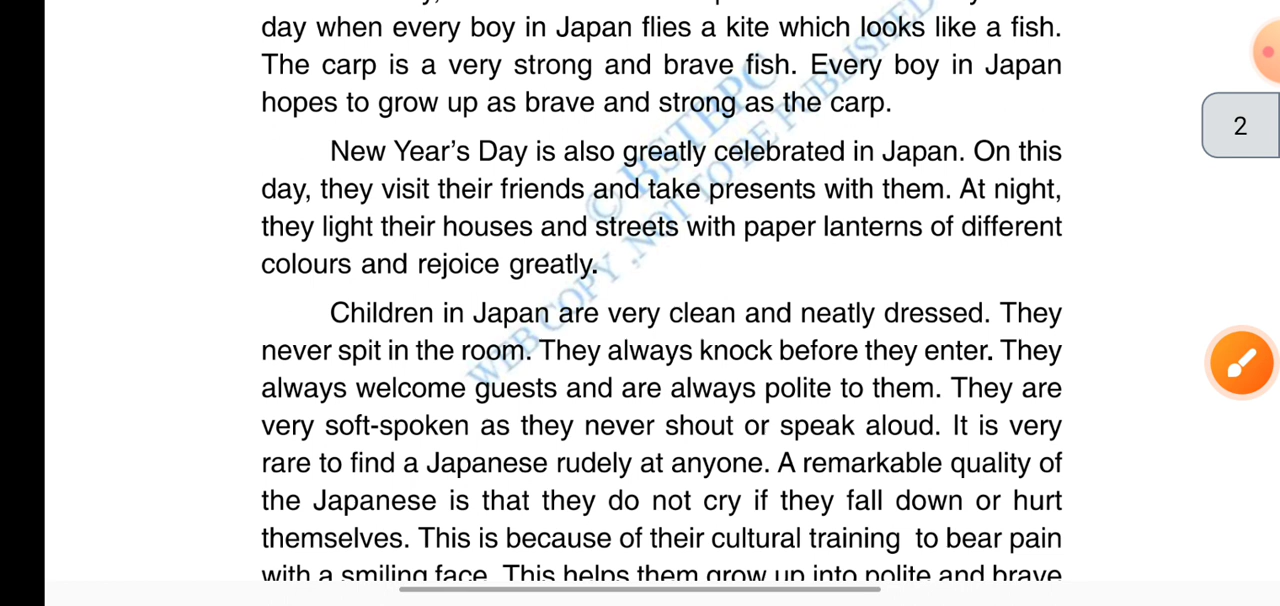 day when every boy in Japan flies a kite which looks like a fish.
The carp is a very strong and brave fish. Every boy in Japan
hopes to grow up as brave and strong as the carp.
New Year's Day is also greatly celebrated in Japan. On this
day, they visit their friends and take presents with them. At night,
they light their houses and streets with paper lanterns of different
colours and rejoice greatly.
Children in Japan are very clean and neatly dressed. They
never spit in the room. They always knock before they enter. They
always welcome guests and are always polite to them. They are
very soft-spoken as they never shout or speak aloud. It is very
rare to find a Japanese rudely at anyone. A remarkable quality of
the Japanese is that they do not cry if they fall down or hurt
themselves. This is because of their cultural training to bear pain
with a smiling face. This helps them grow up into polite and brave
2
© BSTBPC
WEB COPY, NOT TO BE PUBLISHED